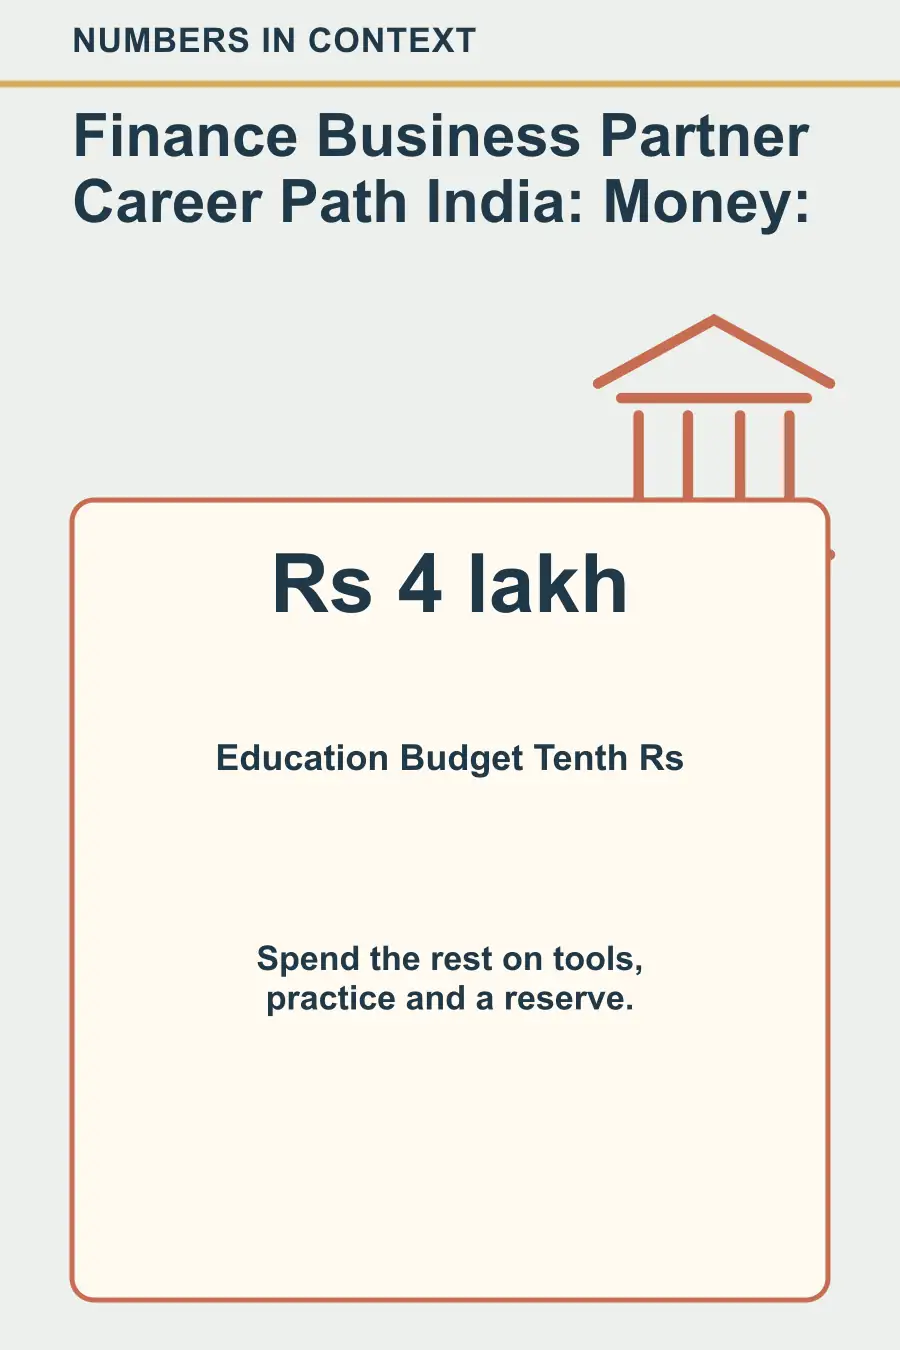 NUMBERS IN CONTEXT
Finance Business Partner
Career Path India: Money:
Rs 4 lakh
Education Budget Tenth Rs
Spend the rest on tools,
practice and a reserve.